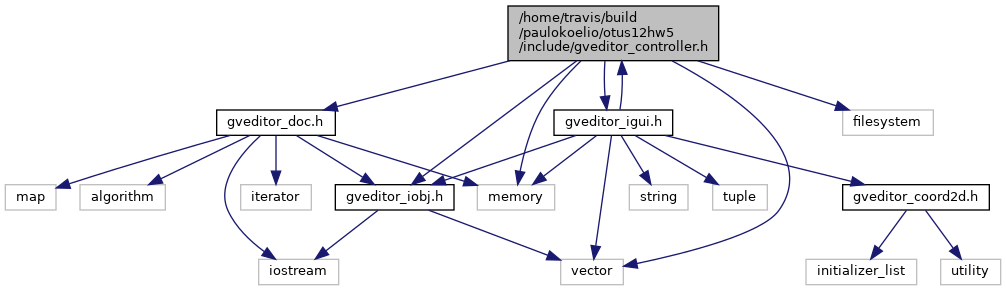 /home/travis/build
/paulokoelio/otus12hw5
/include/gveditor_controller.h
gveditor_doc.h
gveditor_igui.h
filesystem
map
algorithm
iterator
gveditor_iobj.h
memory
string
tuple
gveditor_coord2d.h
iostream
vector
initializer_list
utility